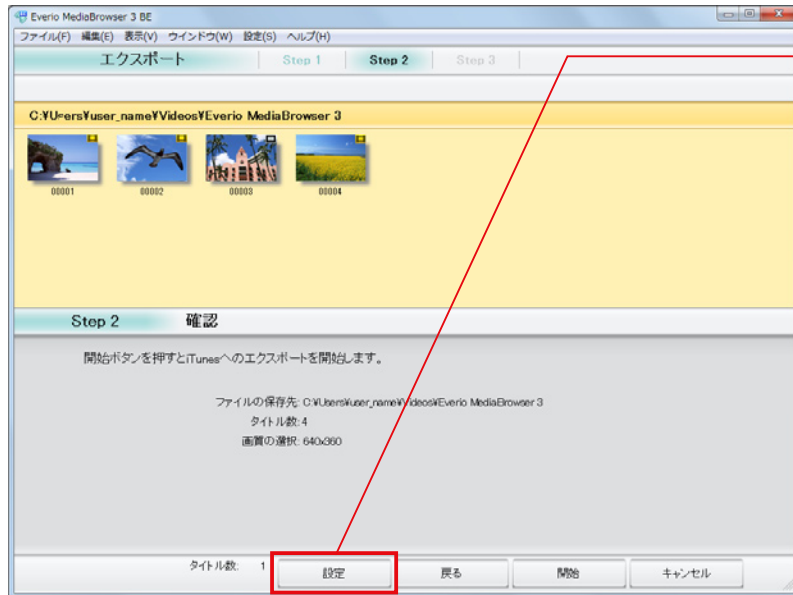 Everio MediaBrowser 3 BE
ファイル(F) 編集(E) 表示(V) ウインドウ(W) 設定(S) ヘルプ(H)
エクスポート Step 1 Step 2 Step 3
C:¥Users¥user_name¥Videos¥Everio MediaBrowser 3
00001 00002 00003 00004
Step 2 確認
開始ボタンを押すとiTunesへのエクスポートを開始します。
ファイルの保存先: C:¥Users¥user_name¥Videos¥Everio MediaBrowser 3
タイトル数: 4
画質の選択: 640x360
タイトル数: 1 設定 戻る 開始 キャンセル